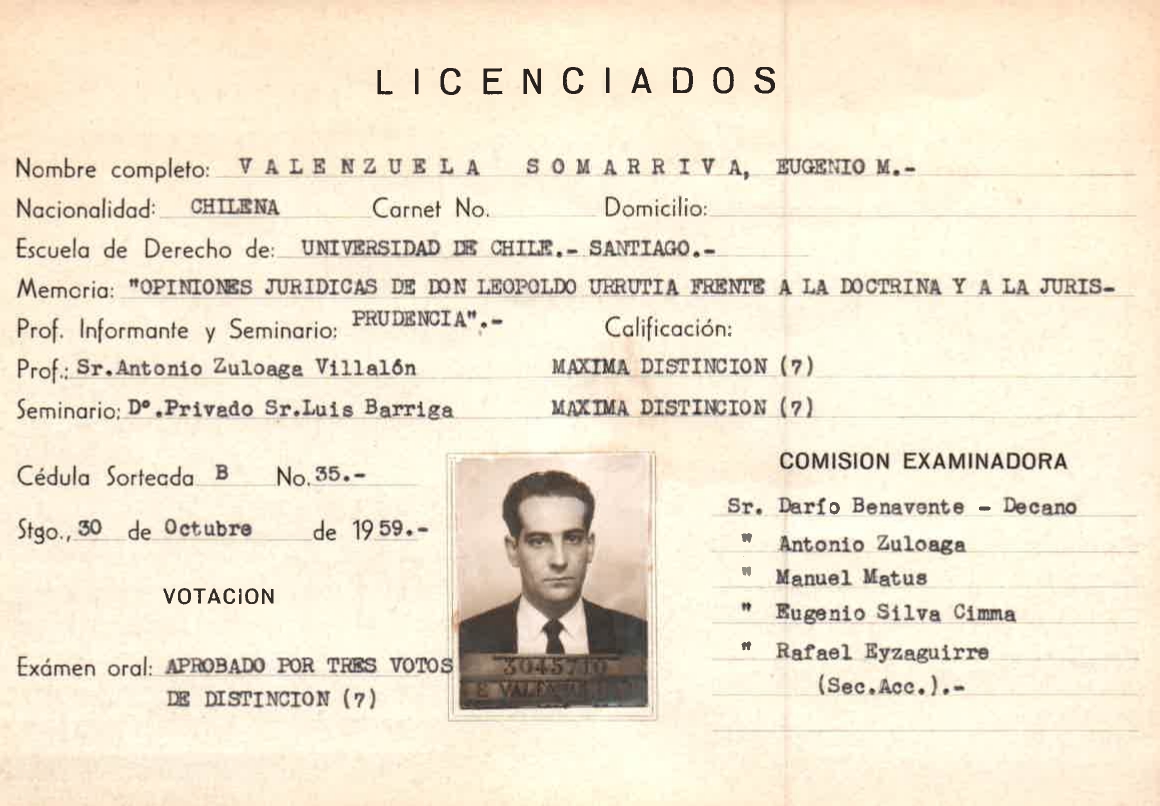 LICENCIADOS
Nombre completo: VALENZUELA SOMARRIVA, EUGENIO M.-
Nacionalidad: CHILENA Carnet No. Domicilio:
Escuela de Derecho de: UNIVERSIDAD DE CHILE.- SANTIAGO.-
Memoria: "OPINIONES JURIDICAS DE DON LEOPOLDO URRUTIA FRENTE A LA DOCTRINA Y A LA JURIS-
Prof. Informante y Seminario: PRUDENCIA".- Calificación:
Prof.: Sr.Antonio Zuloaga Villalón MAXIMA DISTINCION (7)
Seminario: Dº.Privado Sr.Luis Barriga MAXIMA DISTINCION (7)
Cédula Sorteada B No. 35.-
Stgo., 30 de Octubre de 1959.-
VOTACION
Exámen oral: APROBADO POR TRES VOTOS
DE DISTINCION (7)
3045710
COMISION EXAMINADORA
Sr. Darío Benavente - Decano
" Antonio Zuloaga
" Manuel Matus
" Eugenio Silva Cimma
" Rafael Eyzaguirre
(Sec.Acc.).-